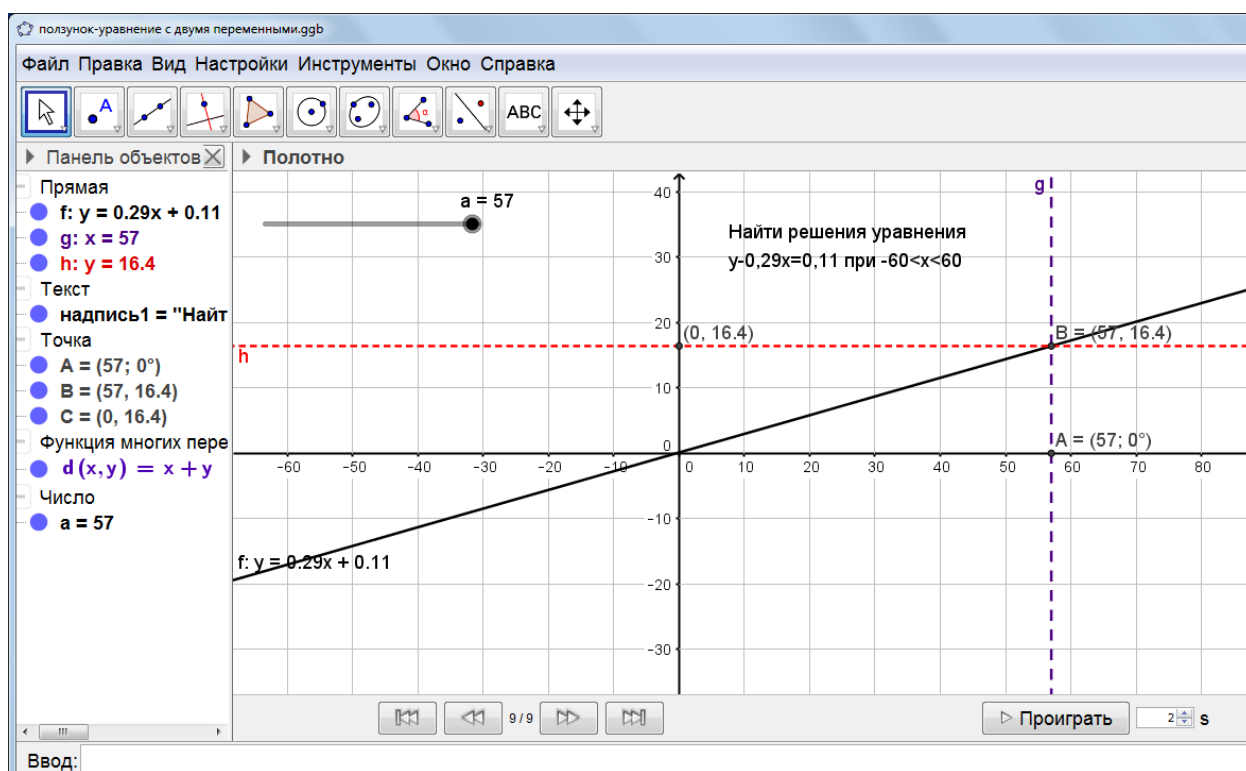 ползунок-уравнение с двумя переменными.ggb
Файл Правка Вид Настройки Инструменты Окно Справка
A
α
ABC
Панель объектов
Полотно
Прямая
f: y = 0.29x + 0.11
g: x = 57
h: y = 16.4
Текст
надпись1 = "Найт
Точка
A = (57; 0°)
B = (57, 16.4)
C = (0, 16.4)
Функция многих пере
d(x,y) = x + y
Число
a = 57
a = 57
g
Найти решения уравнения
y-0,29x=0,11 при -60<x<60
40
30
20
10
0
-10
-20
-30
(0, 16.4)
B = (57, 16.4)
h
A = (57; 0°)
-60 -50 -40 -30 -20 -10 0 10 20 30 40 50 60 70 80
f: y = 0.29x + 0.11
9 / 9
Проиграть
2
s
Ввод: